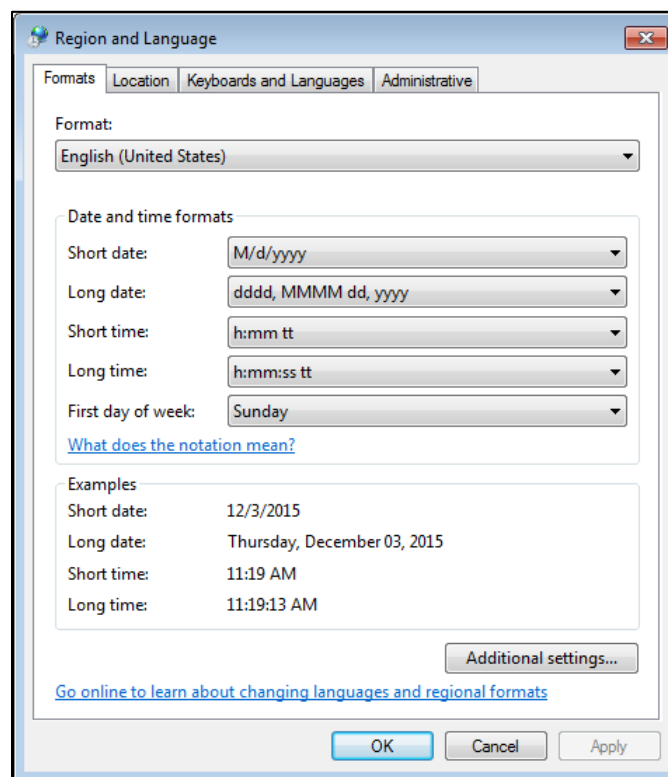 Region and Language
Formats Location Keyboards and Languages Administrative
Format:
English (United States)
Date and time formats
Short date: M/d/yyyy
Long date: dddd, MMMM dd, yyyy
Short time: h:mm tt
Long time: h:mm:ss tt
First day of week: Sunday
What does the notation mean?
Examples
Short date: 12/3/2015
Long date: Thursday, December 03, 2015
Short time: 11:19 AM
Long time: 11:19:13 AM
Additional settings...
Go online to learn about changing languages and regional formats
OK Cancel Apply